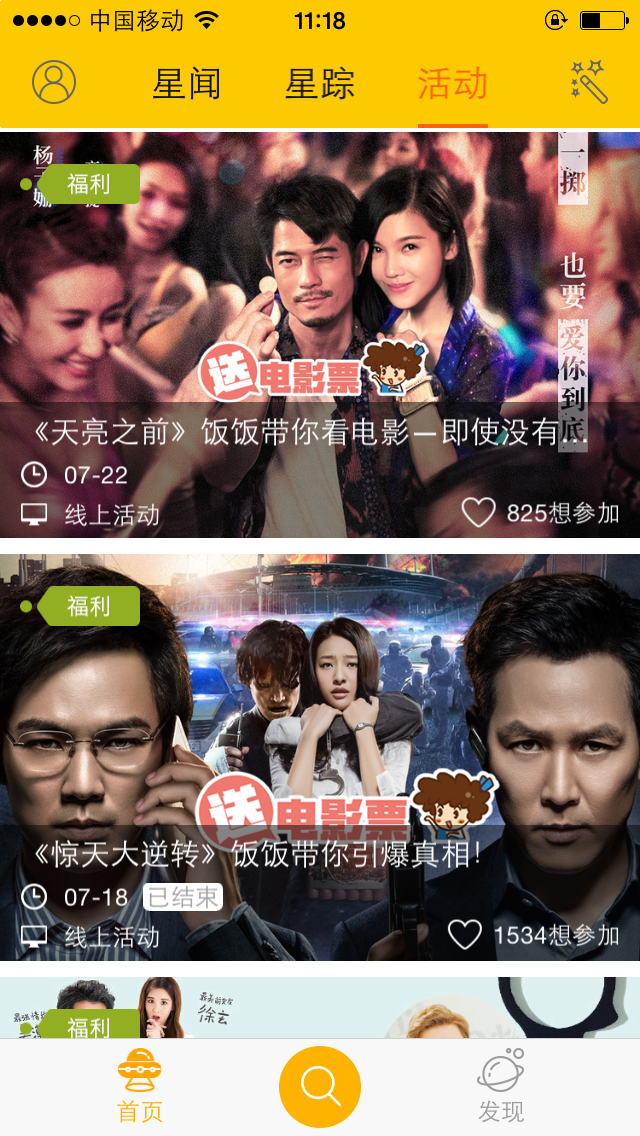 中国移动 11:18
星闻 星踪 活动
福利
一掷
也要
爱你到底
送电影票
《天亮之前》饭饭带你看电影—即使没有...
07-22
线上活动 825想参加
福利
送电影票
《惊天大逆转》饭饭带你引爆真相!
07-18 已结束
线上活动 1534想参加
福利
徐玄
首页 发现